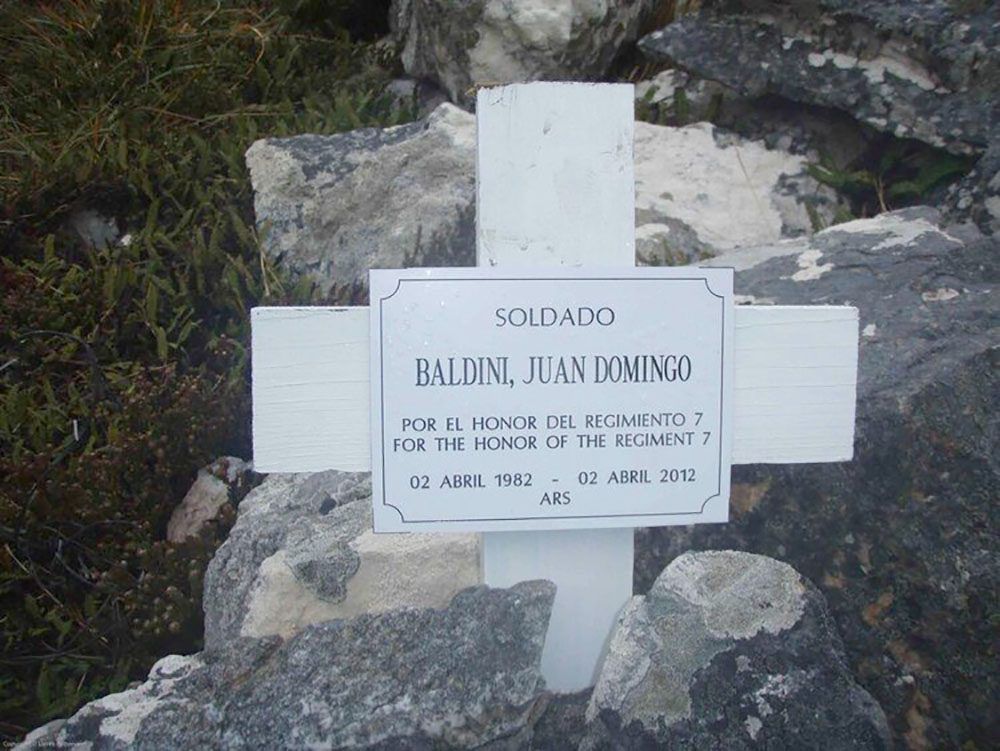 SOLDADO
BALDINI, JUAN DOMINGO
POR EL HONOR DEL REGIMIENTO 7
FOR THE HONOR OF THE REGIMENT 7
02 ABRIL 1982 - 02 ABRIL 2012
ARS